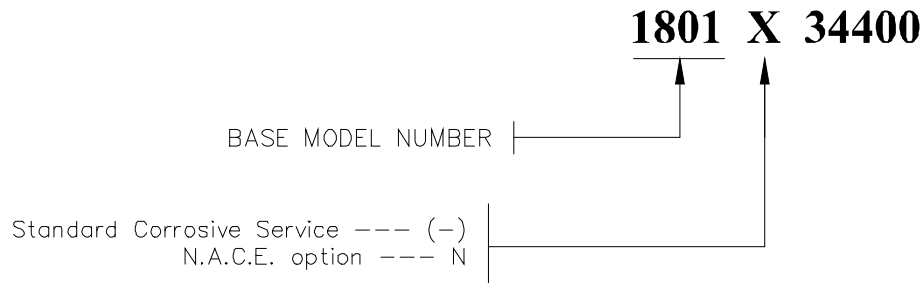 1801 X 34400
BASE MODEL NUMBER
Standard Corrosive Service --- (-)
N.A.C.E. option --- N